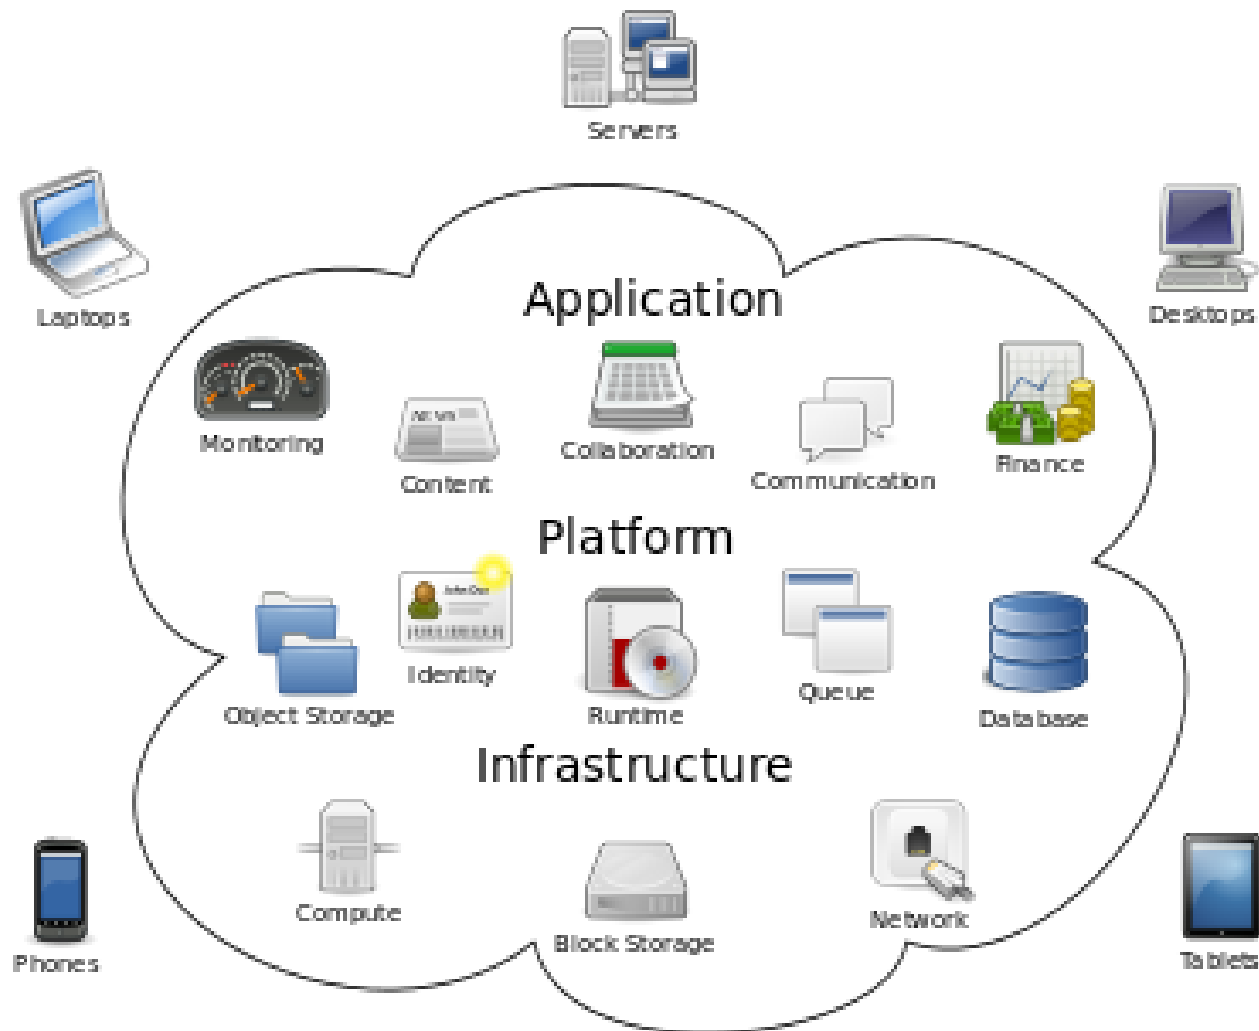 Servers
Laptops
Desktops
Application
Monitoring
Content
Collaboration
Communication
Finance
Platform
Object Storage
Identity
Runtime
Queue
Database
Infrastructure
Compute
Block Storage
Network
Phones
Tablets